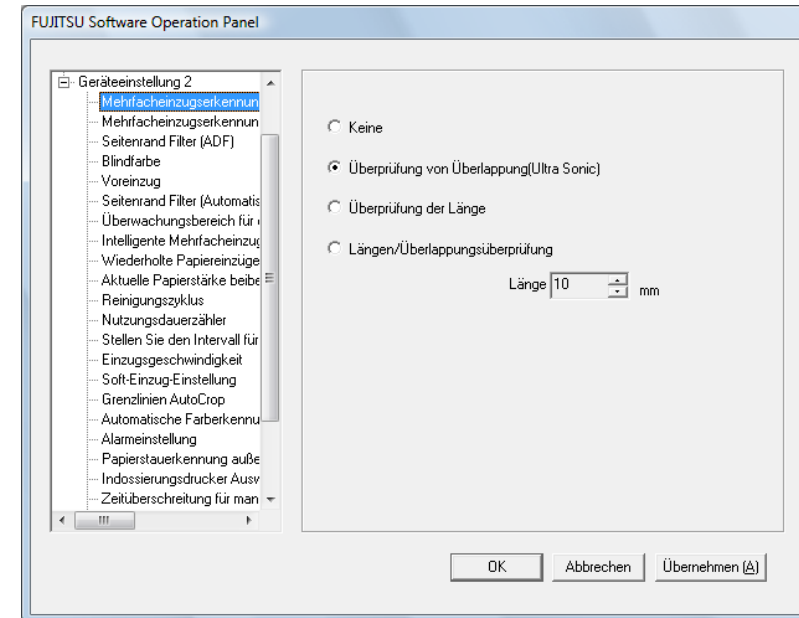 FUJITSU Software Operation Panel
Geräteeinstellung 2
Mehrfacheinzugserkennun
Mehrfacheinzugserkennun
Seitenrand Filter (ADF)
Blindfarbe
Voreinzug
Seitenrand Filter (Automatis
Überwachungsbereich für
Intelligente Mehrfacheinzug
Wiederholte Papiereinzüge
Aktuelle Papierstärke beibe
Reinigungszyklus
Nutzungsdauerzähler
Stellen Sie den Intervall für
Einzugsgeschwindigkeit
Soft-Einzug-Einstellung
Grenzlinien AutoCrop
Automatische Farberkennu
Alarmeinstellung
Papierstauerkennung auße
Indossierungsdrucker Ausw
Zeitüberschreitung für man
Keine
Überprüfung von Überlappung(Ultra Sonic)
Überprüfung der Länge
Längen/Überlappungsüberprüfung
Länge 10 mm
OK Abbrechen Übernehmen (A)